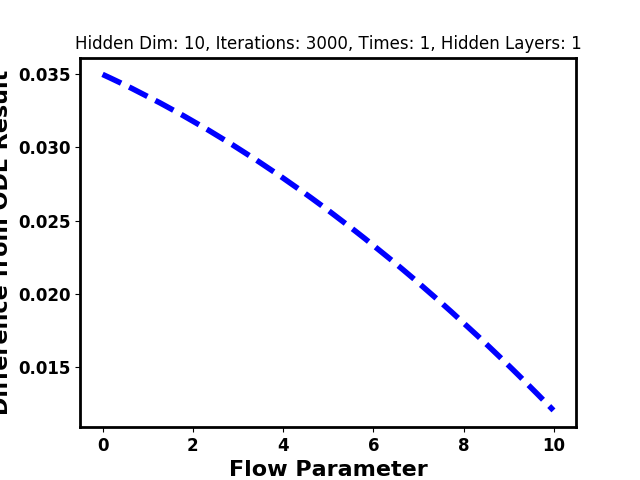 Hidden Dim: 10, Iterations: 3000, Times: 1, Hidden Layers: 1
Difference from ODE Result
0.035
0.030
0.025
0.020
0.015
0 2 4 6 8 10
Flow Parameter